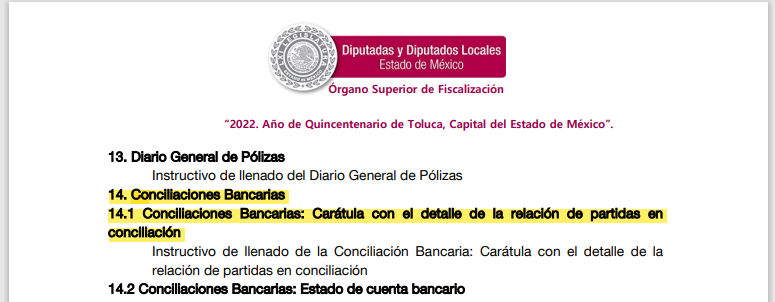 Diputadas y Diputados Locales
Estado de México
Órgano Superior de Fiscalización
“2022. Año de Quincentenario de Toluca, Capital del Estado de México”.
13. Diario General de Pólizas
Instructivo de llenado del Diario General de Pólizas
14. Conciliaciones Bancarias
14.1 Conciliaciones Bancarias: Carátula con el detalle de la relación de partidas en
conciliación
Instructivo de llenado de la Conciliación Bancaria: Carátula con el detalle de la
relación de partidas en conciliación
14.2 Conciliaciones Bancarias: Estado de cuenta bancario